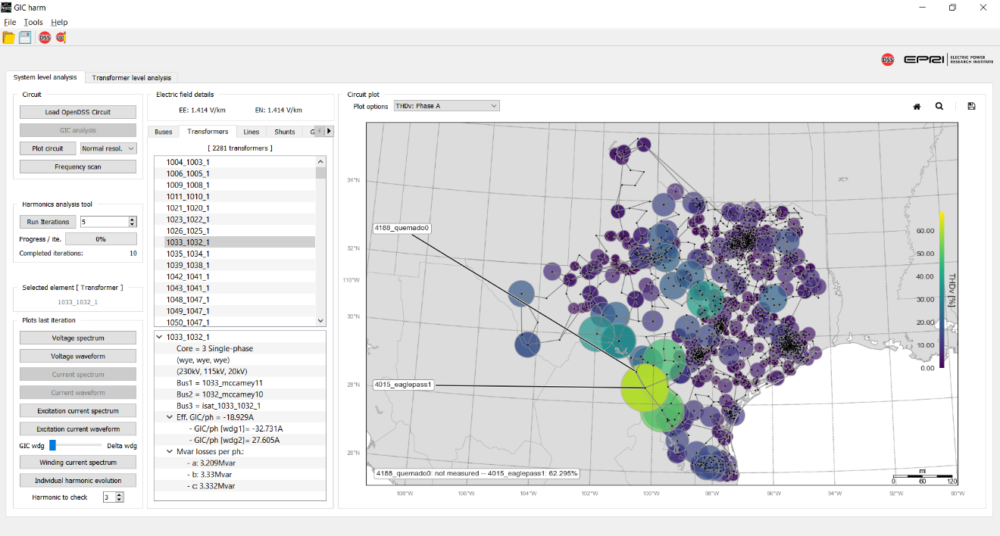 GIC harm
File Tools Help
DSS
DSS EPRI ELECTRIC POWER
RESEARCH INSTITUTE
System level analysis Transformer level analysis
Circuit
Load OpenDSS Circuit
GIC analysis
Plot circuit Normal resol.
Frequency scan
Harmonics analysis tool
Run Iterations 5
Progress / ite. 0%
Completed iterations: 10
Selected element [ Transformer ]
1033_1032_1
Plots last iteration
Voltage spectrum
Voltage waveform
Current spectrum
Current waveform
Excitation current spectrum
Excitation current waveform
GIC wdg Delta wdg
Winding current spectrum
Individual harmonic evolution
Harmonic to check 3
Electric field details
EE: 1.414 V/km EN: 1.414 V/km
Buses Transformers Lines Shunts G
[ 2281 transformers ]
1004_1003_1
1006_1005_1
1009_1008_1
1011_1010_1
1021_1020_1
1023_1022_1
1026_1025_1
1033_1032_1
1035_1034_1
1039_1038_1
1042_1041_1
1043_1041_1
1048_1047_1
1049_1047_1
1050_1047_1
1033_1032_1
Core = 3 Single-phase
(wye, wye, wye)
(230kV, 115kV, 20kV)
Bus1 = 1033_mccamey11
Bus2 = 1032_mccamey10
Bus3 = isat_1033_1032_1
Eff. GIC/ph = -18.929A
- GIC/ph [wdg1]= -32.731A
- GIC/ph [wdg2]= 27.605A
Mvar losses per ph.:
- a: 3.209Mvar
- b: 3.33Mvar
- c: 3.332Mvar
Circuit plot
Plot options THDv: Phase A
34°N
32°N
110°W
30°N
28°N
26°N
4188_quemado0
4015_eaglepass1
4188_quemado0: not measured -- 4015_eaglepass1: 62.295%
60.00
50.00
40.00
30.00
20.00
10.00
0.00
THDv [%]
mi
0 60 120
108°W 106°W 104°W 102°W 100°W 98°W 96°W 94°W 92°W 90°W